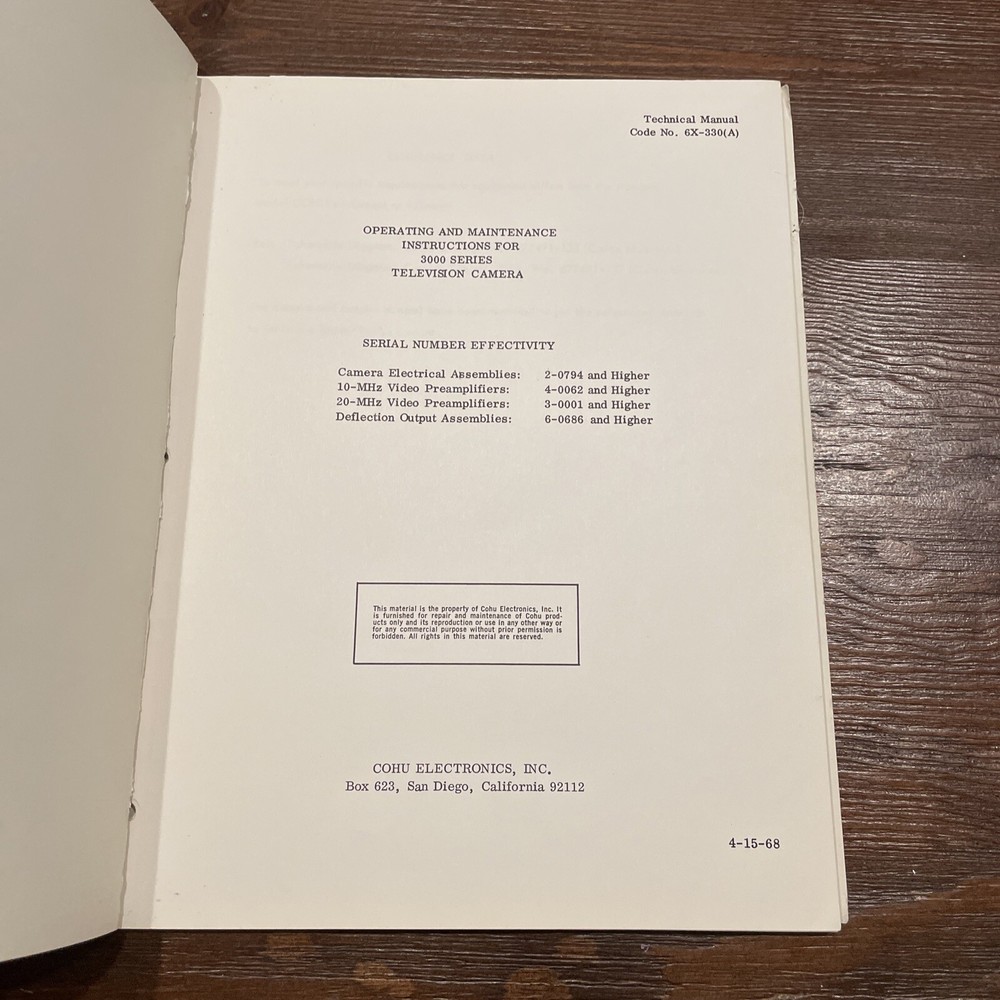 Technical Manual
Code No. 6X-330(A)
OPERATING AND MAINTENANCE
INSTRUCTIONS FOR
3000 SERIES
TELEVISION CAMERA
SERIAL NUMBER EFFECTIVITY
Camera Electrical Assemblies: 2-0794 and Higher
10-MHz Video Preamplifiers: 4-0062 and Higher
20-MHz Video Preamplifiers: 3-0001 and Higher
Deflection Output Assemblies: 6-0686 and Higher
This material is the property of Cohu Electronics, Inc. It
is furnished for repair and maintenance of Cohu prod-
ucts only and its reproduction or use in any other way or
for any commercial purpose without prior permission is
forbidden. All rights in this material are reserved.
COHU ELECTRONICS, INC.
Box 623, San Diego, California 92112
4-15-68